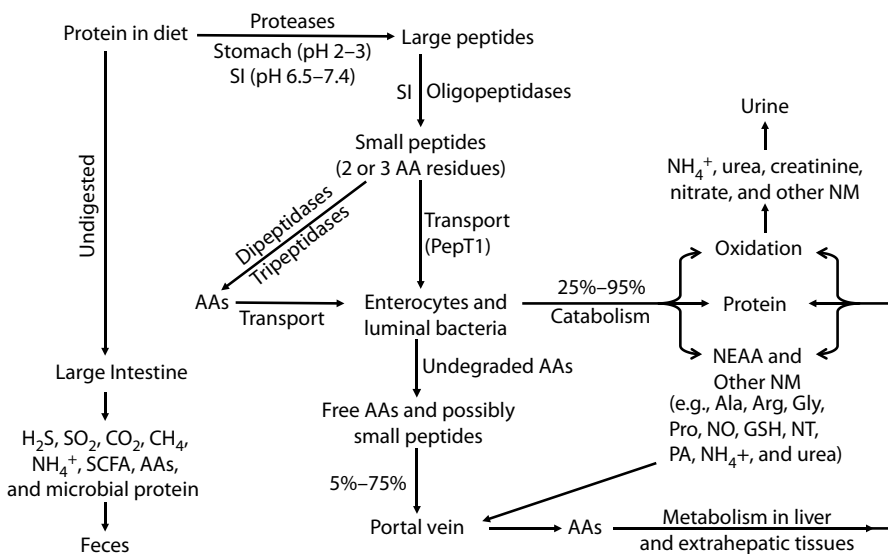 Protein in diet
Proteases
Stomach (pH 2–3)
SI (pH 6.5–7.4)
Large peptides
SI
Oligopeptidases
Small peptides
(2 or 3 AA residues)
Undigested
Dipeptidases
Tripeptidases
Transport
(PepT1)
AAs
Transport
Enterocytes and
luminal bacteria
25%–95%
Catabolism
Urine
NH₄⁺, urea, creatinine,
nitrate, and other NM
Oxidation
Protein
NEAA and
Other NM
(e.g., Ala, Arg, Gly,
Pro, NO, GSH, NT,
PA, NH₄+, and urea)
Undegraded AAs
Free AAs and possibly
small peptides
5%–75%
Portal vein
AAs
Metabolism in liver
and extrahepatic tissues
Large Intestine
H₂S, SO₂, CO₂, CH₄,
NH₄⁺, SCFA, AAs,
and microbial protein
Feces